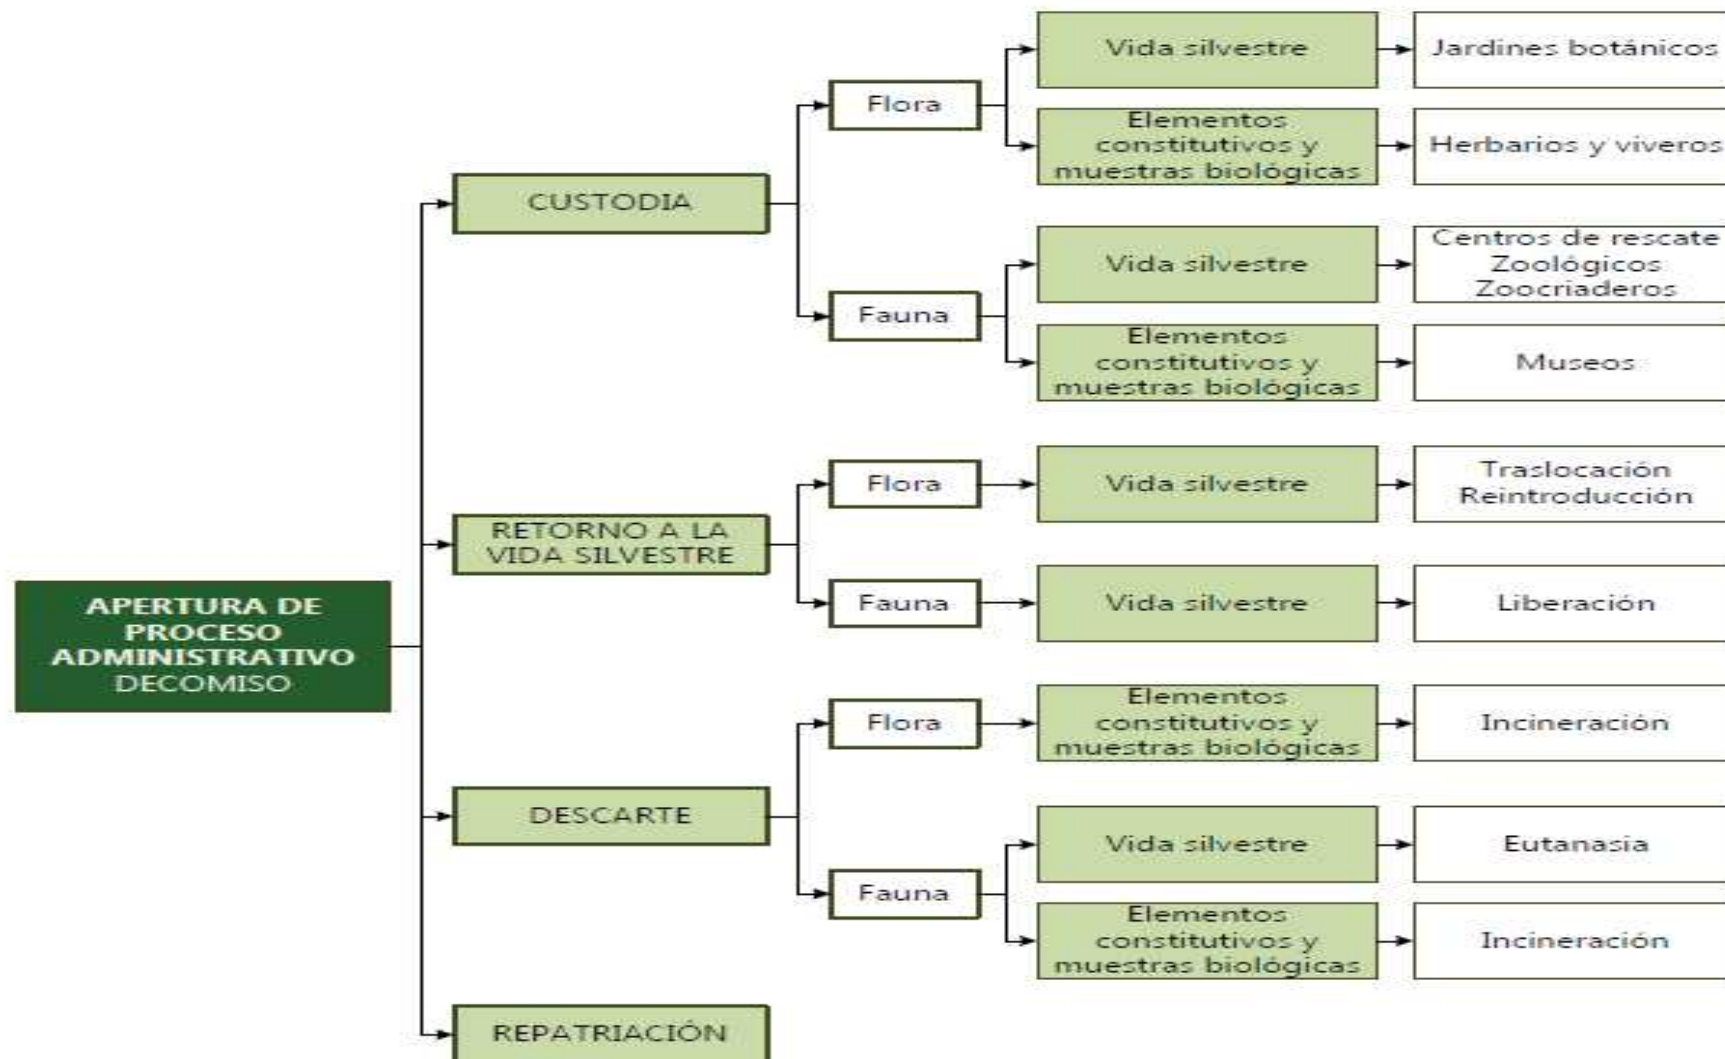 APERTURA DE
PROCESO
ADMINISTRATIVO
DECOMISO
CUSTODIA
Flora
Vida silvestre
Jardines botánicos
Elementos
constitutivos y
muestras biológicas
Herbarios y viveros
Fauna
Vida silvestre
Centros de rescate
Zoológicos
Zoocriaderos
Elementos
constitutivos y
muestras biológicas
Museos
RETORNO A LA
VIDA SILVESTRE
Flora
Vida silvestre
Traslocación
Reintroducción
Fauna
Vida silvestre
Liberación
DESCARTE
Flora
Elementos
constitutivos y
muestras biológicas
Incineración
Fauna
Vida silvestre
Eutanasia
Elementos
constitutivos y
muestras biológicas
Incineración
REPATRIACIÓN